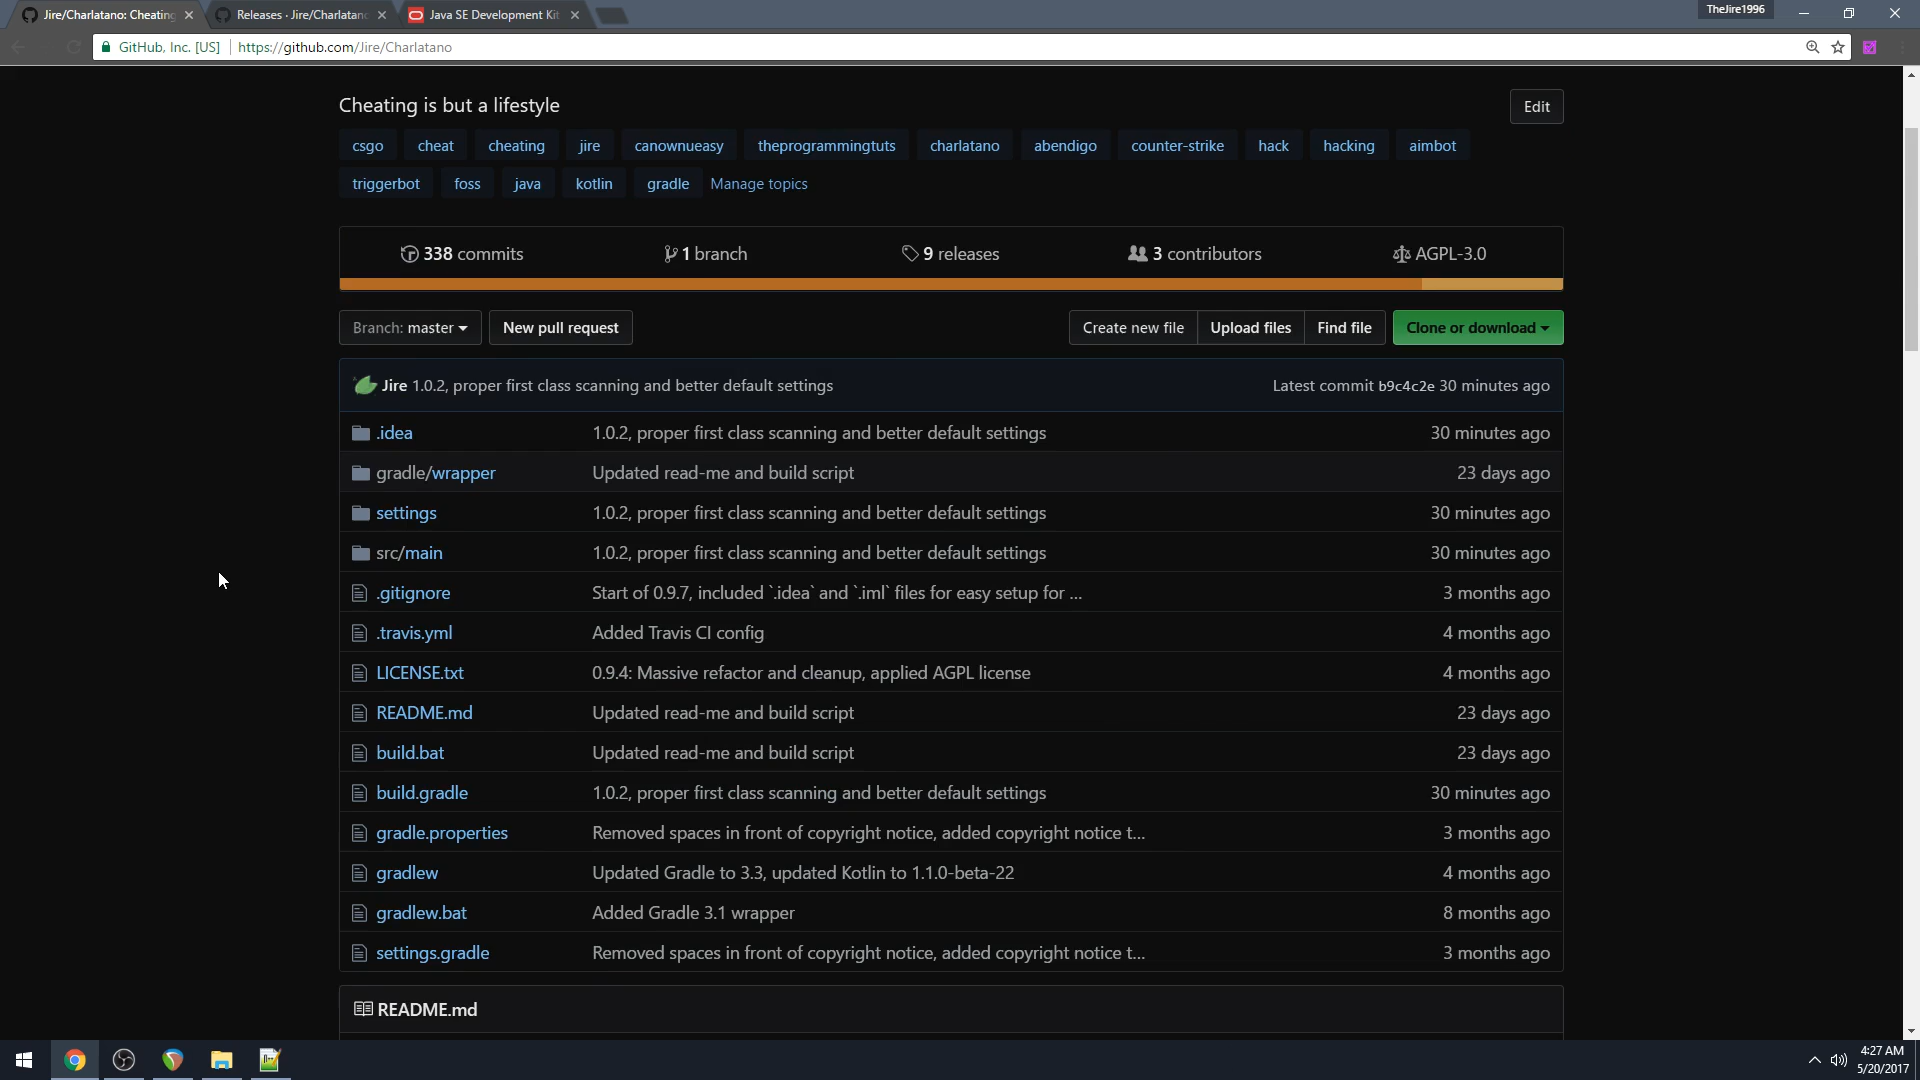 Jire/Charlatano: Cheating
Releases · Jire/Charlatano
Java SE Development Kit
TheJire1996
GitHub, Inc. [US]
https://github.com/Jire/Charlatano
Cheating is but a lifestyle
Edit
csgo cheat cheating jire canownueasy theprogrammingtuts charlatano abendigo counter-strike hack hacking aimbot
triggerbot foss java kotlin gradle Manage topics
338 commits 1 branch 9 releases 3 contributors AGPL-3.0
Branch: master New pull request Create new file Upload files Find file Clone or download
Jire 1.0.2, proper first class scanning and better default settings Latest commit b9c4c2e 30 minutes ago
.idea 1.0.2, proper first class scanning and better default settings 30 minutes ago
gradle/wrapper Updated read-me and build script 23 days ago
settings 1.0.2, proper first class scanning and better default settings 30 minutes ago
src/main 1.0.2, proper first class scanning and better default settings 30 minutes ago
.gitignore Start of 0.9.7, included `.idea` and `.iml` files for easy setup for ... 3 months ago
.travis.yml Added Travis CI config 4 months ago
LICENSE.txt 0.9.4: Massive refactor and cleanup, applied AGPL license 4 months ago
README.md Updated read-me and build script 23 days ago
build.bat Updated read-me and build script 23 days ago
build.gradle 1.0.2, proper first class scanning and better default settings 30 minutes ago
gradle.properties Removed spaces in front of copyright notice, added copyright notice t... 3 months ago
gradlew Updated Gradle to 3.3, updated Kotlin to 1.1.0-beta-22 4 months ago
gradlew.bat Added Gradle 3.1 wrapper 8 months ago
settings.gradle Removed spaces in front of copyright notice, added copyright notice t... 3 months ago
README.md
4:27 AM
5/20/2017